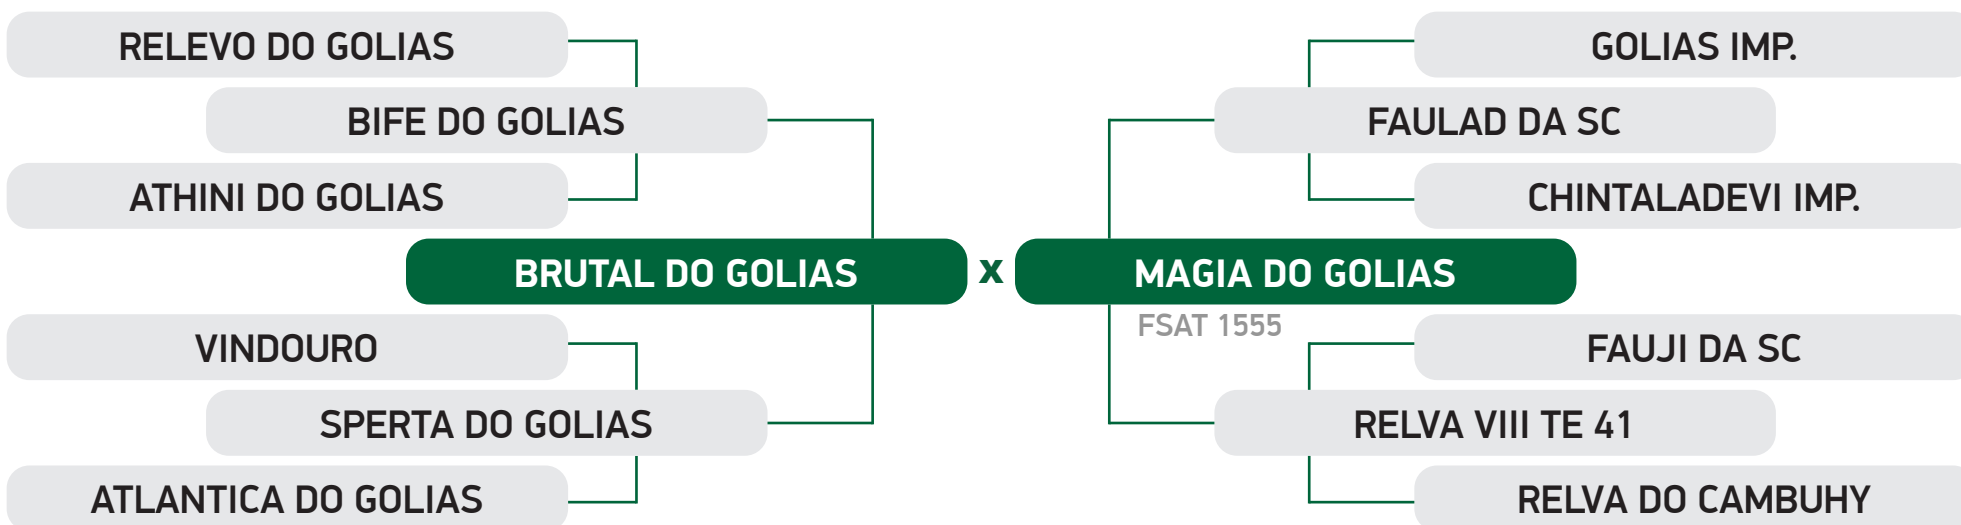 RELEVO DO GOLIAS
GOLIAS IMP.
BIFE DO GOLIAS
FAULAD DA SC
ATHINI DO GOLIAS
CHINTALADEVI IMP.
BRUTAL DO GOLIAS x MAGIA DO GOLIAS
FSAT 1555
VINDOURO
FAUJI DA SC
SPERTA DO GOLIAS
RELVA VIII TE 41
ATLANTICA DO GOLIAS
RELVA DO CAMBUHY